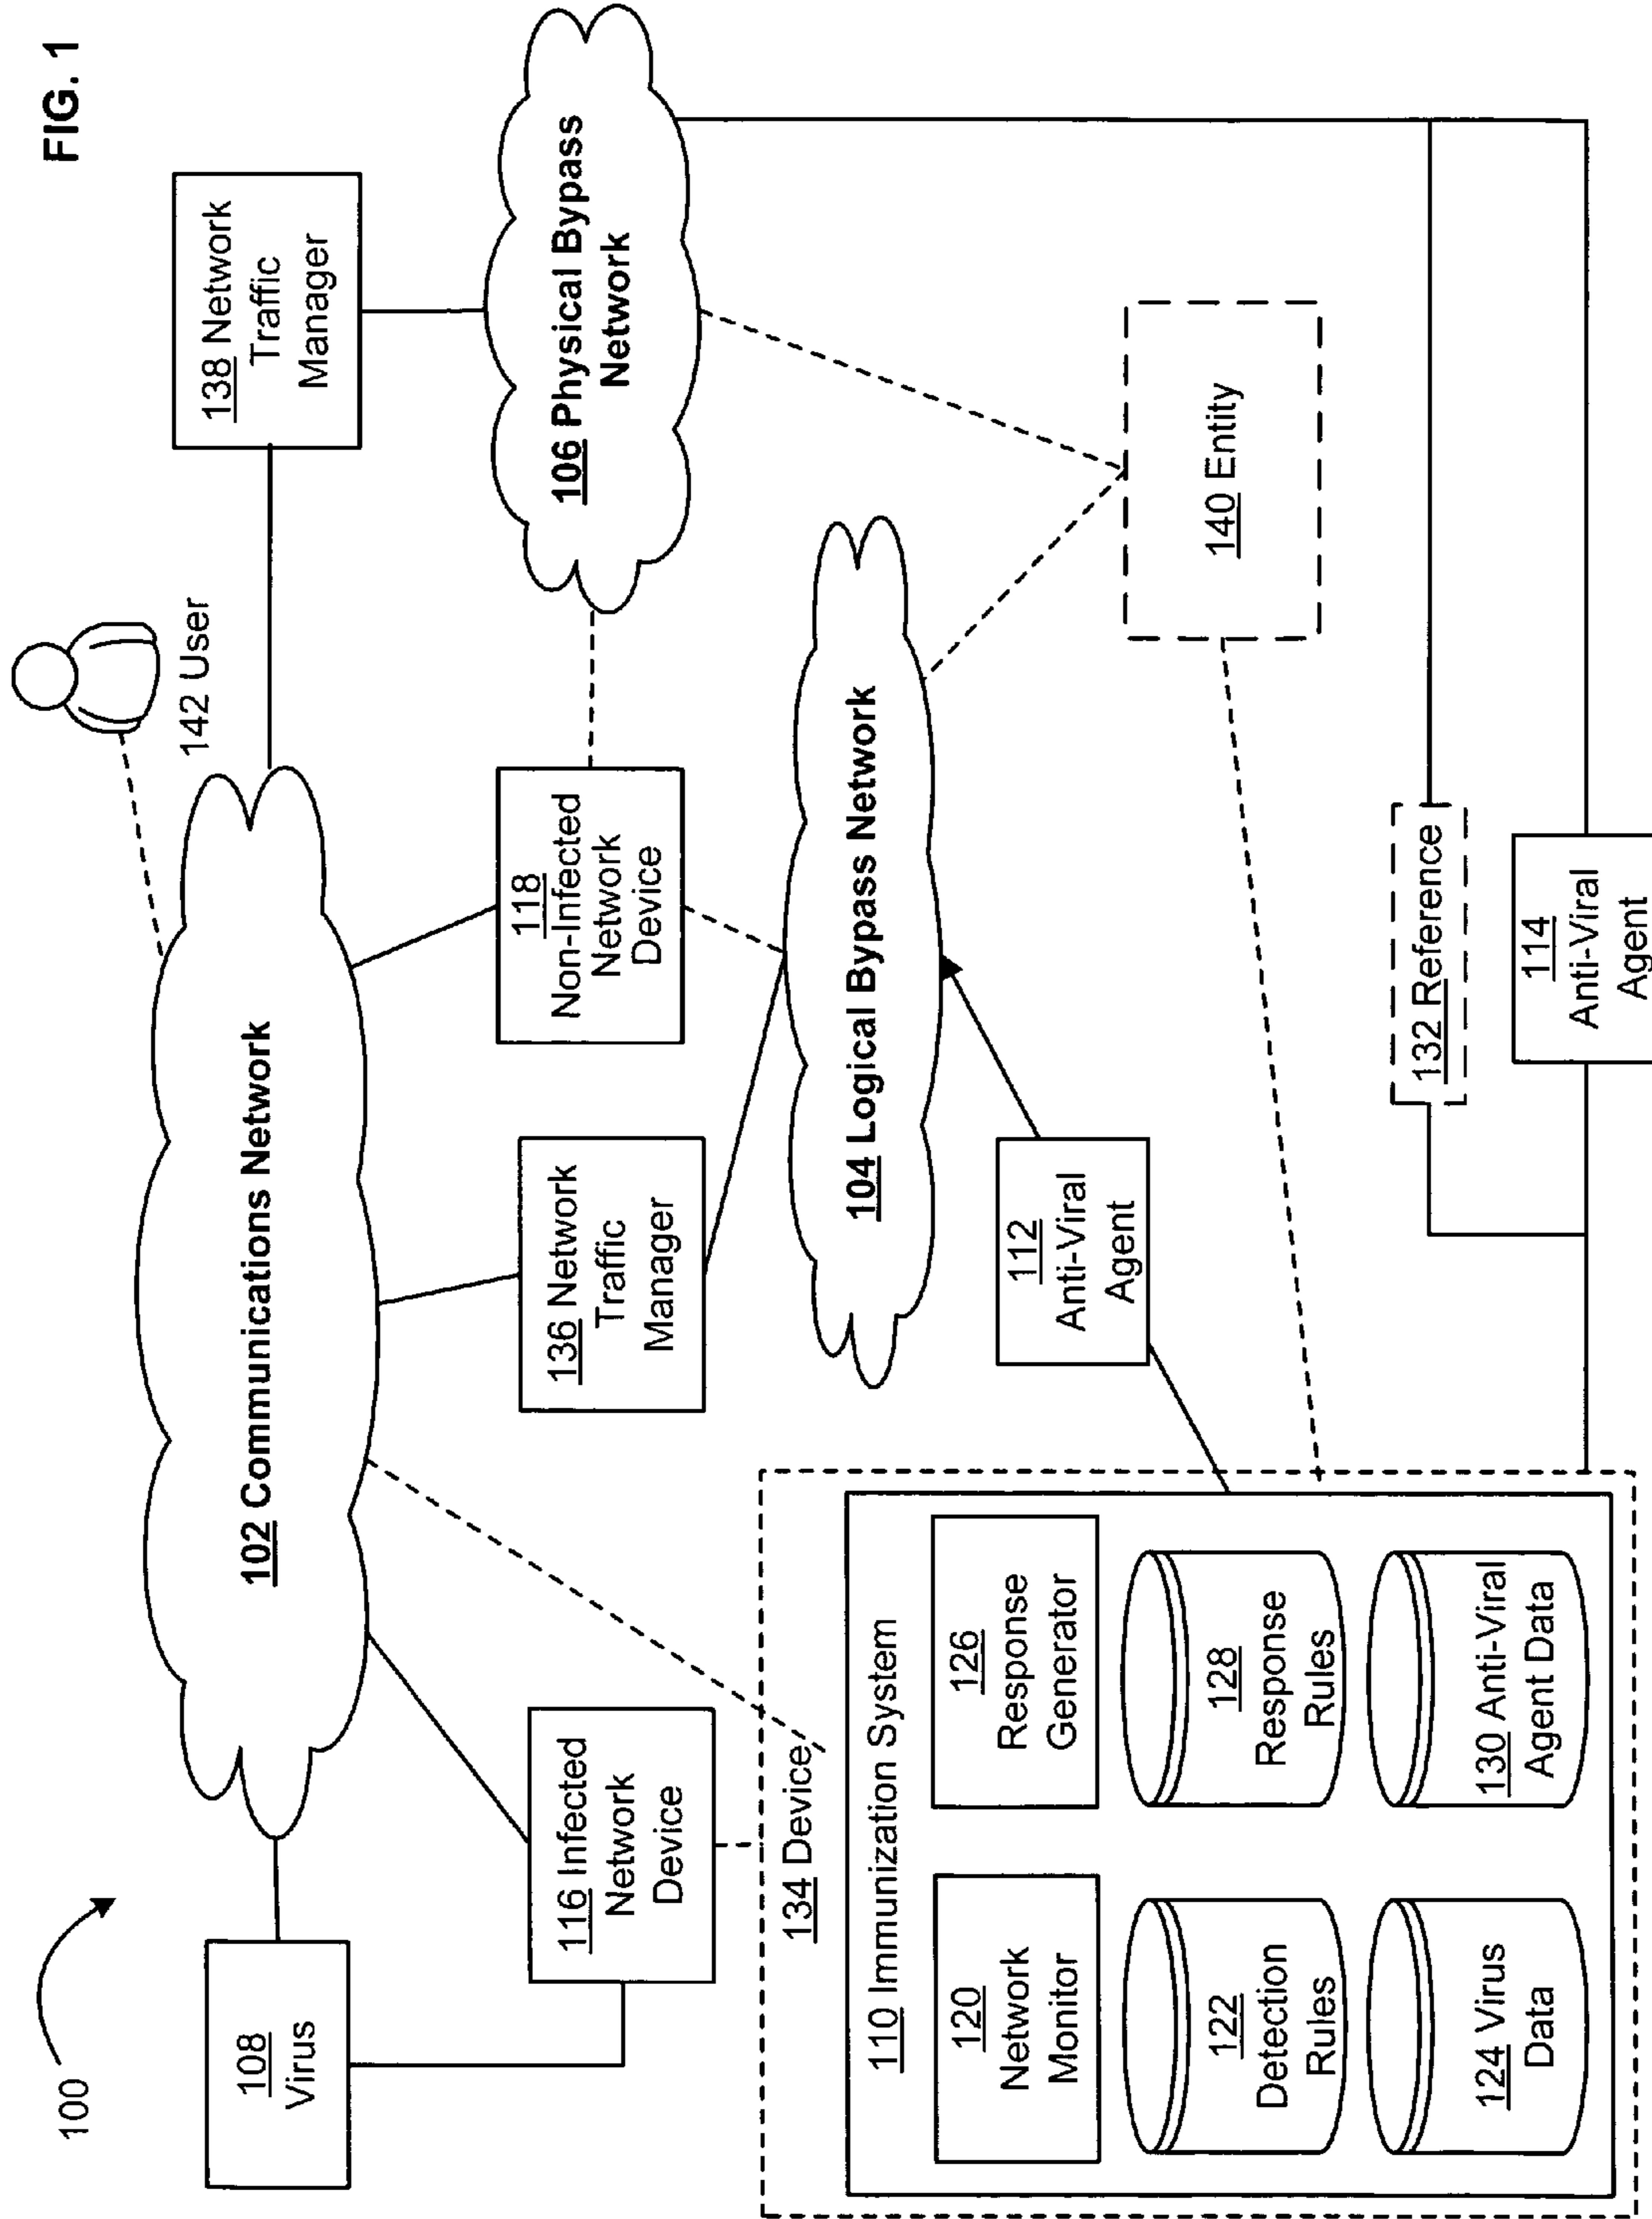 FIG. 1
100
142 User
108
Virus
102 Communications Network
138 Network
Traffic
Manager
116 Infected
Network
Device
136 Network
Traffic
Manager
118
Non-Infected
Network
Device
106 Physical Bypass
Network
134 Device
104 Logical Bypass Network
110 Immunization System
120
Network
Monitor
126
Response
Generator
112
Anti-Viral
Agent
140 Entity
122
Detection
Rules
128
Response
Rules
124 Virus
Data
130 Anti-Viral
Agent Data
132 Reference
114
Anti-Viral
Agent